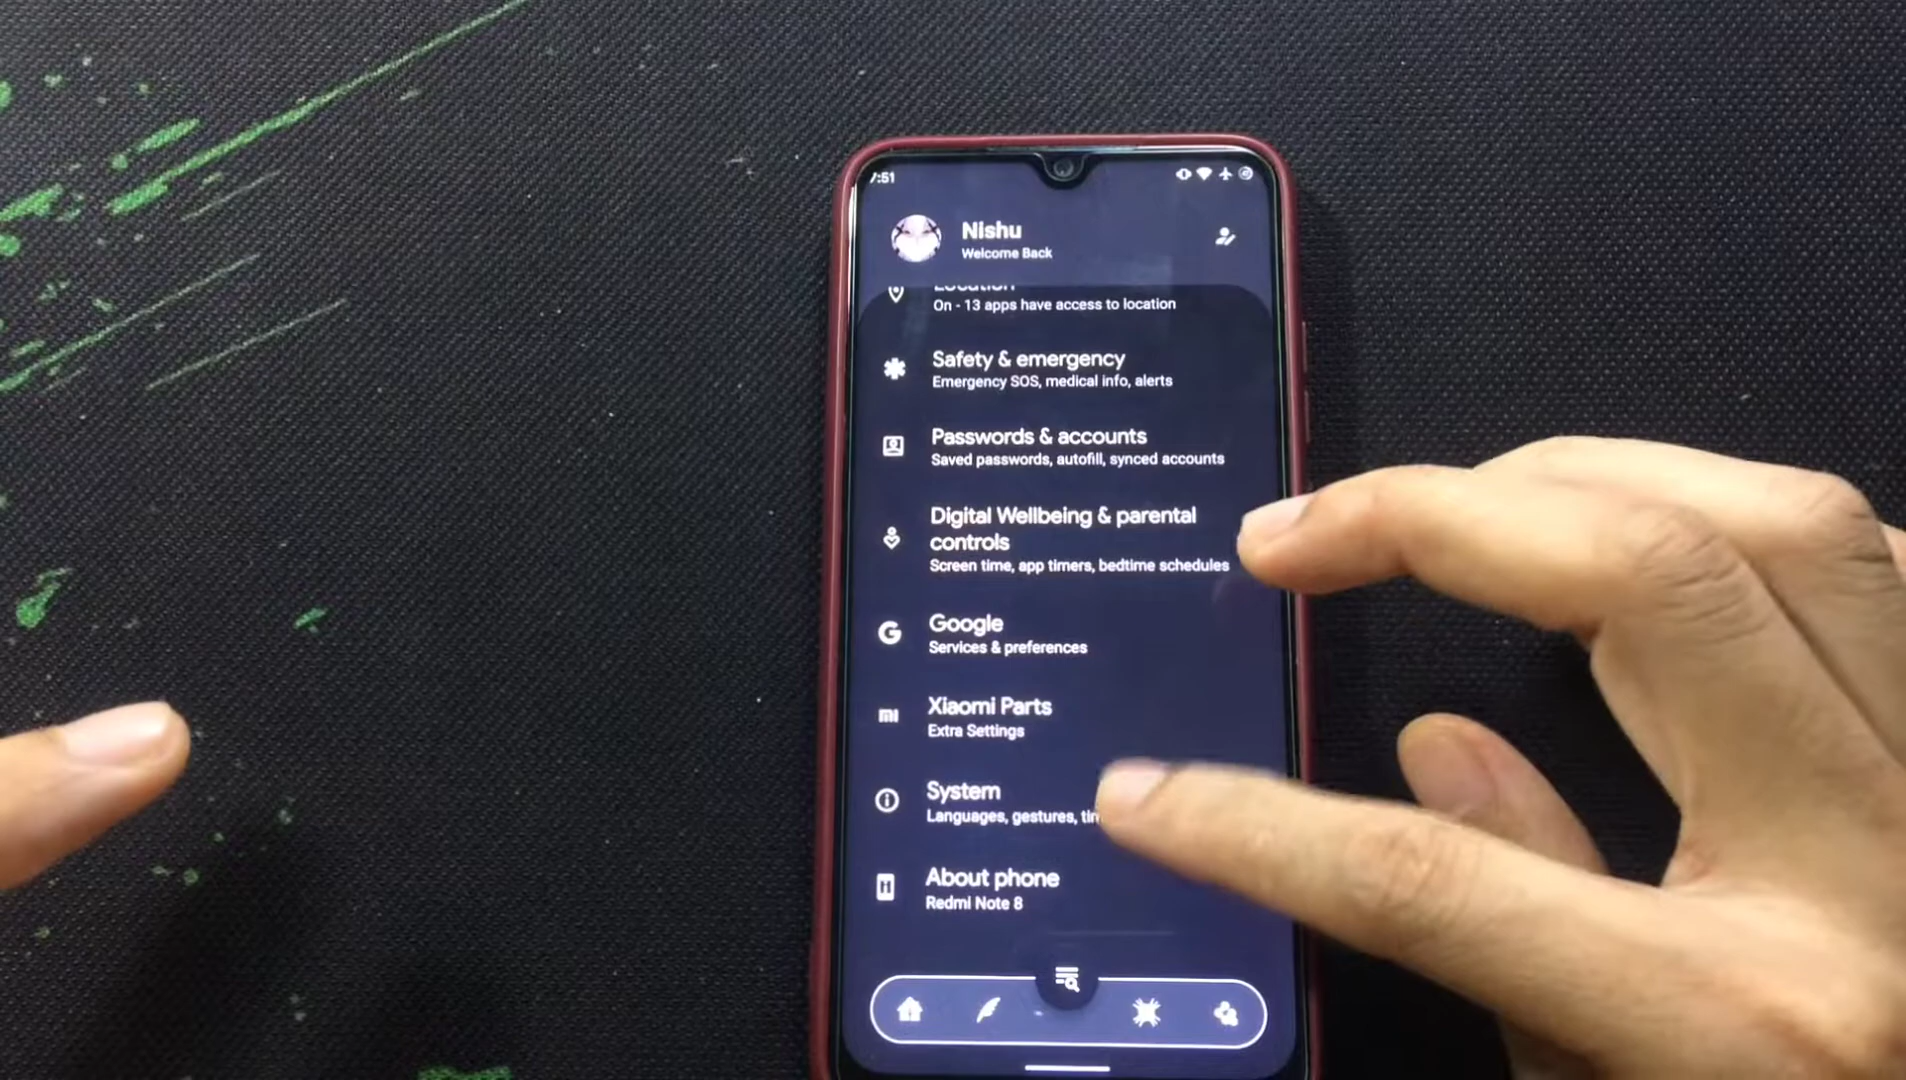 7:51
Nishu
Welcome Back
Location
On - 13 apps have access to location
Safety & emergency
Emergency SOS, medical info, alerts
Passwords & accounts
Saved passwords, autofill, synced accounts
Digital Wellbeing & parental
controls
Screen time, app timers, bedtime schedules
G Google
Services & preferences
mi Xiaomi Parts
Extra Settings
System
Languages, gestures,
About phone
Redmi Note 8